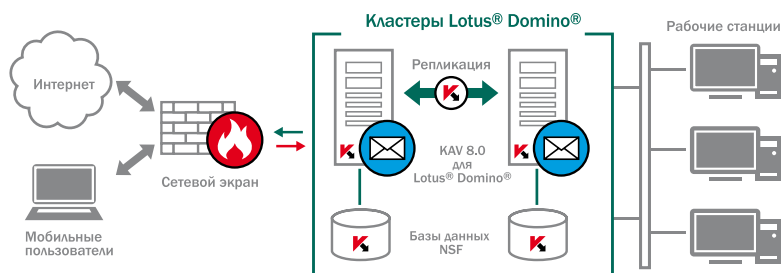 Кластеры Lotus® Domino®
Рабочие станции
Интернет
Репликация
Сетевой экран
KAV 8.0
для
Lotus® Domino®
Мобильные
пользователи
Базы данных
NSF